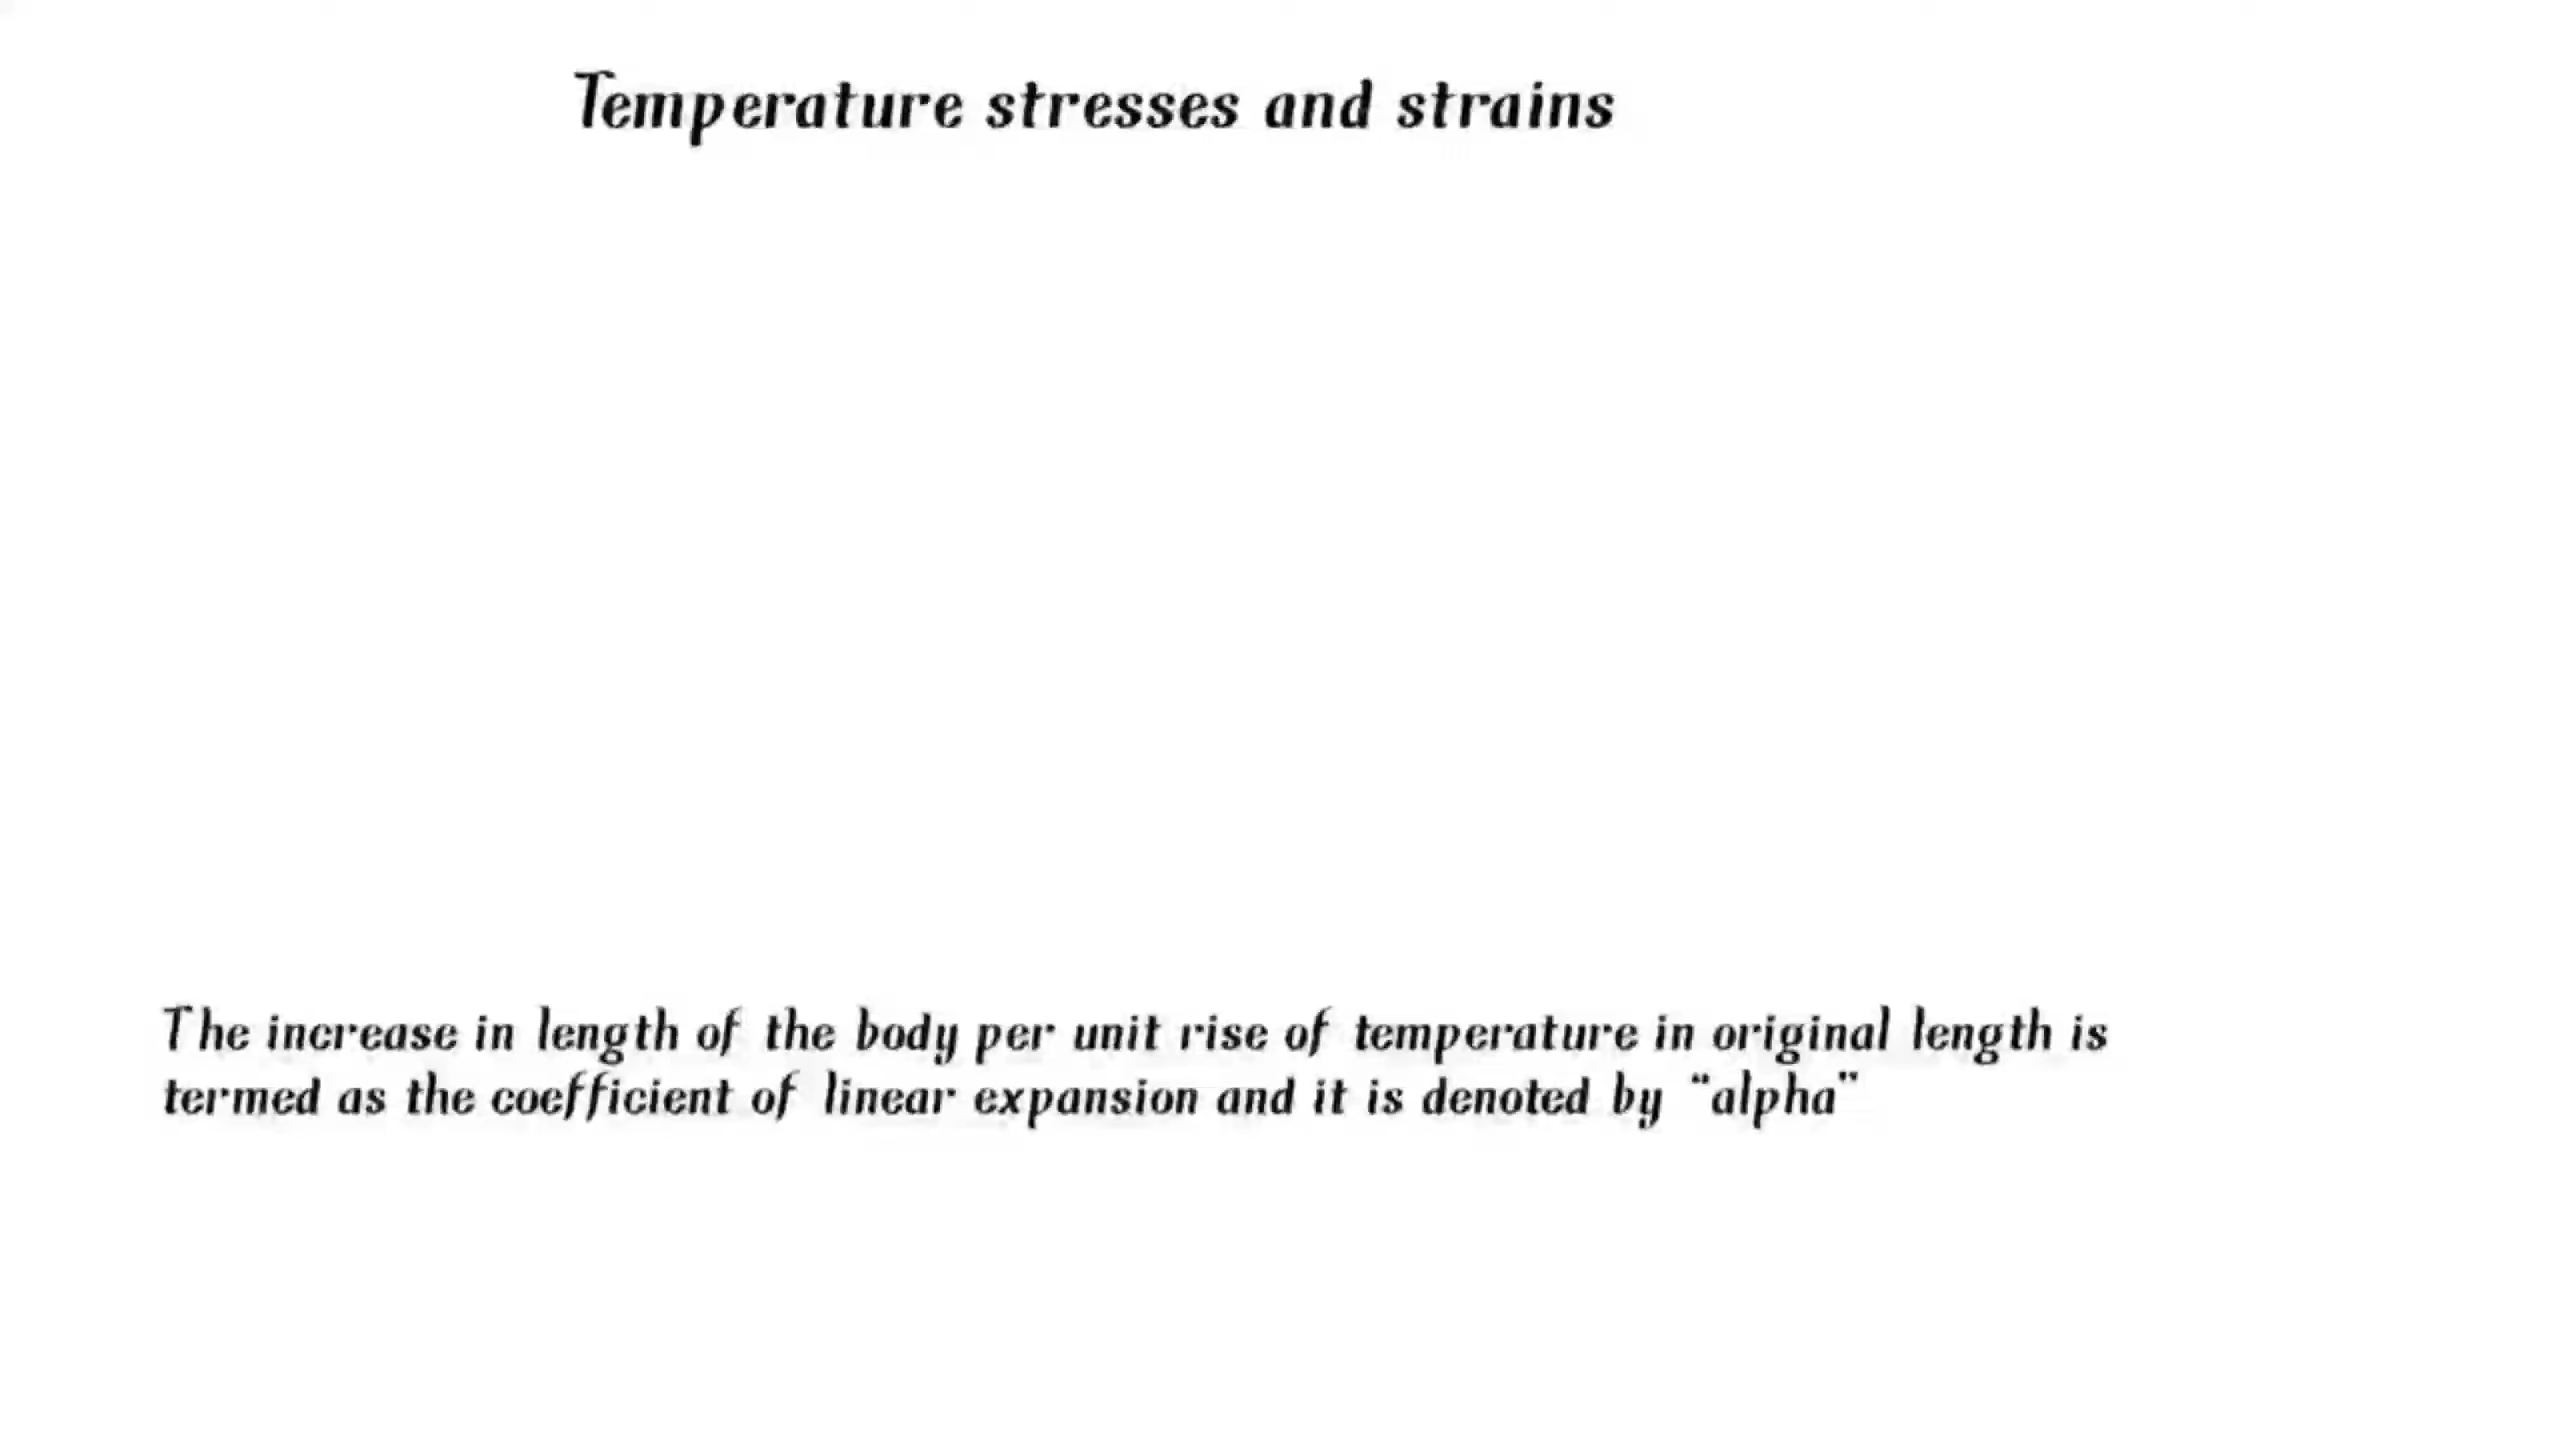 Temperature stresses and strains
The increase in length of the body per unit rise of temperature in original length is
termed as the coefficient of linear expansion and it is denoted by "alpha"